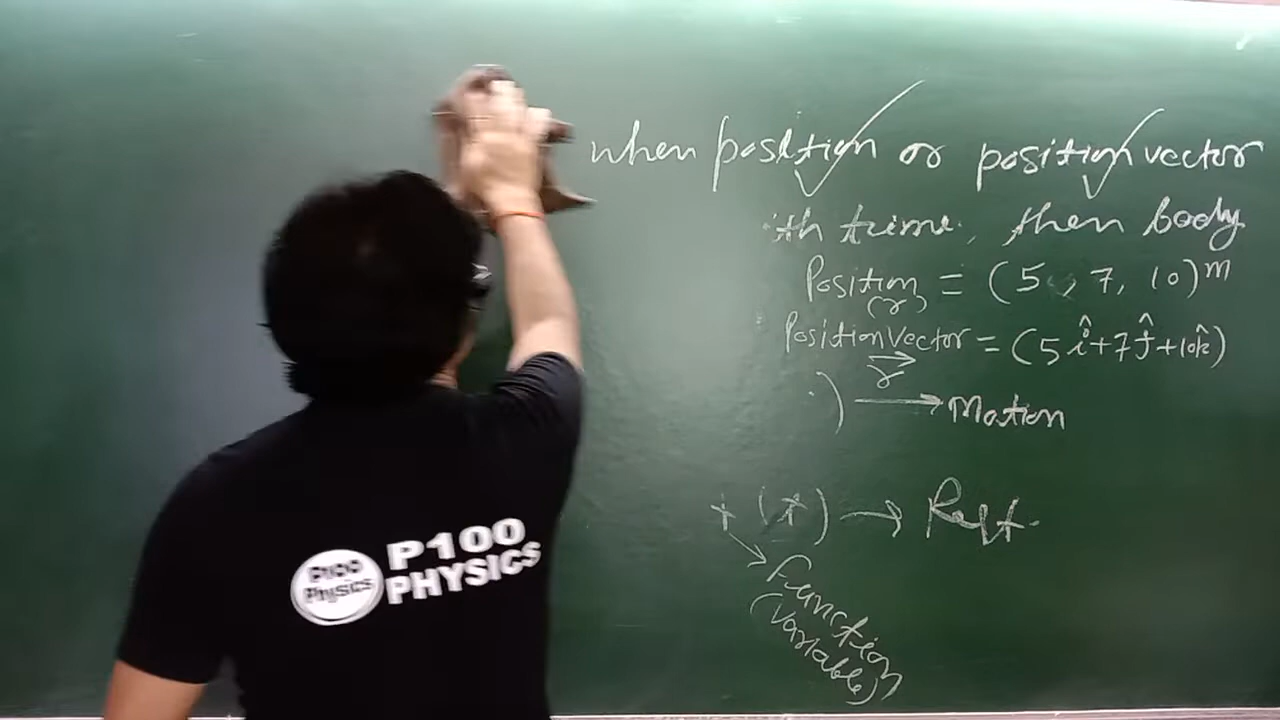 when position or position vector
ith time, then body
Position = (5, 7, 10)m
(r)
Position Vector = (5î+7ĵ+10k̂)
r⃗
) → Motion
(t) → Rest.
Function
(Variable)
P100
PHYSICS
P100
Physics